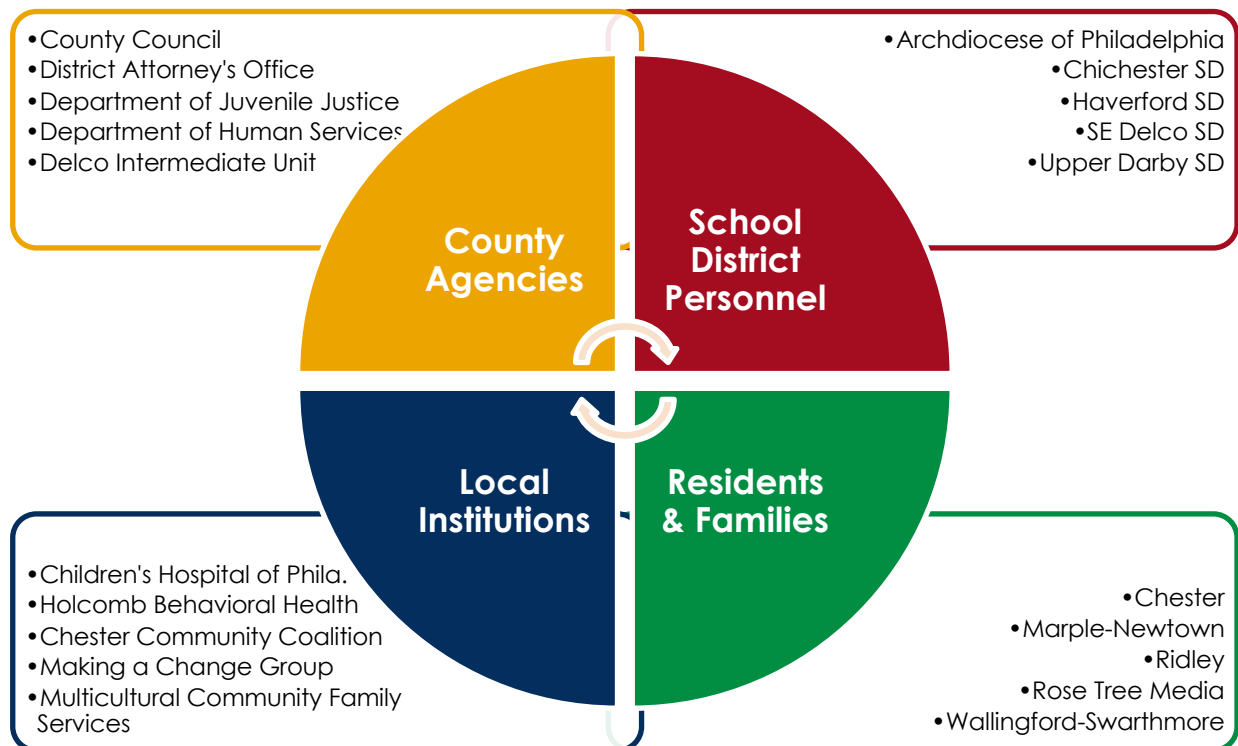 •County Council
•District Attorney's Office
•Department of Juvenile Justice
•Department of Human Services
•Delco Intermediate Unit
•Archdiocese of Philadelphia
•Chichester SD
•Haverford SD
•SE Delco SD
•Upper Darby SD
County
Agencies
School
District
Personnel
Local
Institutions
Residents
& Families
•Children's Hospital of Phila.
•Holcomb Behavioral Health
•Chester Community Coalition
•Making a Change Group
•Multicultural Community Family
Services
•Chester
•Marple-Newtown
•Ridley
•Rose Tree Media
•Wallingford-Swarthmore